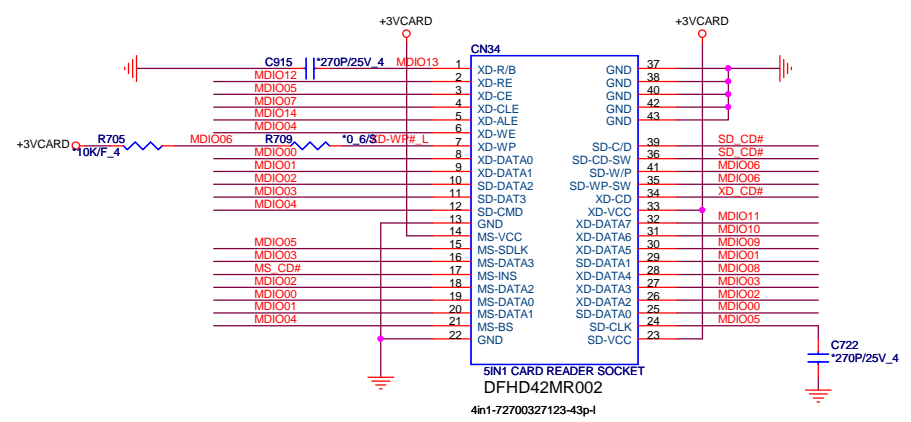 +3VCARD +3VCARD
CN34
C915 *270P/25V_4 MDIO13 1 XD-R/B GND 37
MDIO12 2 XD-RE GND 38
MDIO05 3 XD-CE GND 40
MDIO07 4 XD-CLE GND 42
MDIO14 5 XD-ALE GND 43
MDIO04 6 XD-WE
+3VCARD R705 *10K/F_4 MDIO06 R709 *0_6/S XD-WP#_L 7 XD-WP SD-C/D 39 SD_CD#
MDIO00 8 XD-DATA0 SD-CD-SW 36 SD_CD#
MDIO01 9 XD-DATA1 SD-W/P 41 MDIO06
MDIO02 10 SD-DATA2 SD-WP-SW 35 MDIO06
MDIO03 11 SD-DAT3 XD-CD 34 XD_CD#
MDIO04 12 SD-CMD XD-VCC 33
13 GND XD-DATA7 32 MDIO11
14 MS-VCC XD-DATA6 31 MDIO10
MDIO05 15 MS-SDLK XD-DATA5 30 MDIO09
MDIO03 16 MS-DATA3 SD-DATA1 29 MDIO01
MS_CD# 17 MS-INS XD-DATA4 28 MDIO08
MDIO02 18 MS-DATA2 XD-DATA3 27 MDIO03
MDIO00 19 MS-DATA0 XD-DATA2 26 MDIO02
MDIO01 20 MS-DATA1 SD-DATA0 25 MDIO00
MDIO04 21 MS-BS SD-CLK 24 MDIO05
22 GND SD-VCC 23
C722
*270P/25V_4
5IN1 CARD READER SOCKET
DFHD42MR002
4in1-72700327123-43p-l